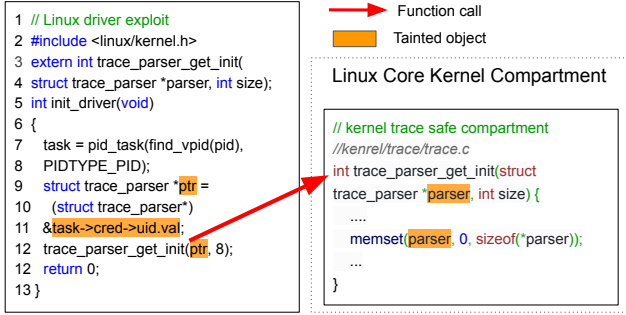 1 // Linux driver exploit
2 #include <linux/kernel.h>
3 extern int trace_parser_get_init(
4 struct trace_parser *parser, int size);
5 int init_driver(void)
6 {
7 task = pid_task(find_vpid(pid),
8 PIDTYPE_PID);
9 struct trace_parser *ptr =
10 (struct trace_parser*)
11 &task->cred->uid.val;
12 trace_parser_get_init(ptr, 8);
12 return 0;
13 }
Function call
Tainted object
Linux Core Kernel Compartment
// kernel trace safe compartment
//kenrel/trace/trace.c
int trace_parser_get_init(struct
trace_parser *parser, int size) {
....
memset(parser, 0, sizeof(*parser));
...
}